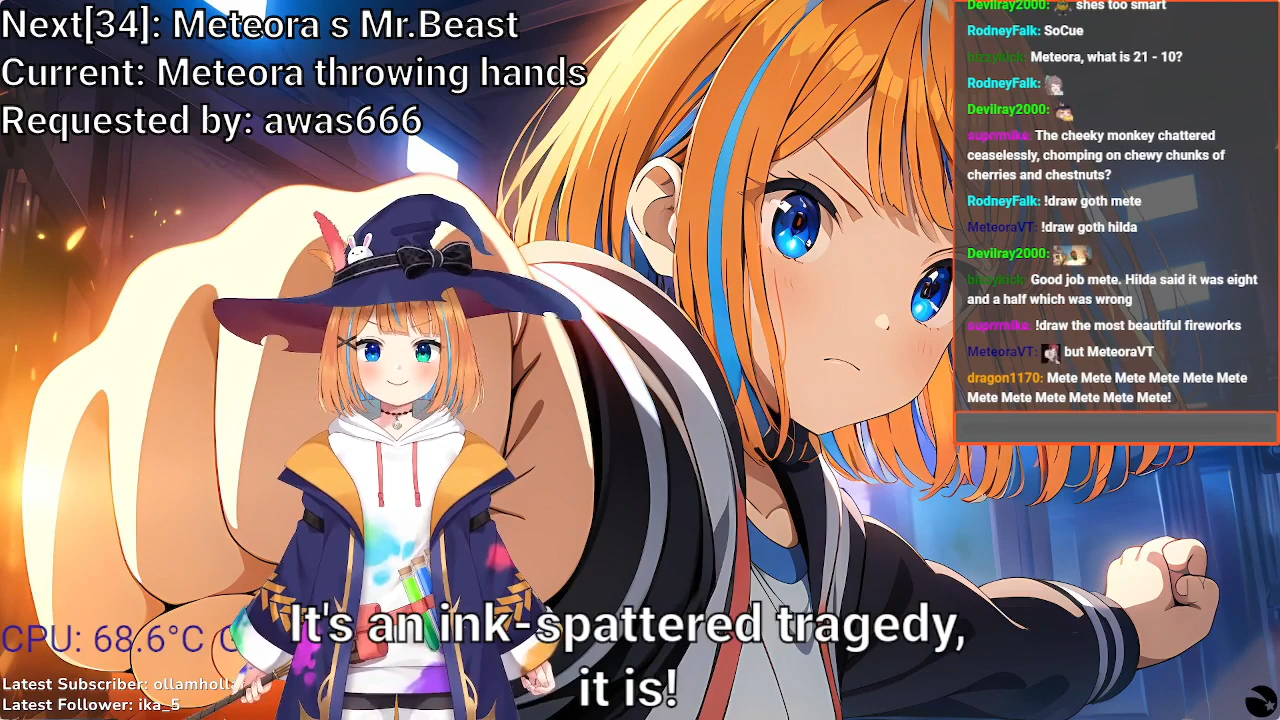 Next[34]: Meteora s Mr.Beast
Current: Meteora throwing hands
Requested by: awas666
Devilray2000: shes too smart
RodneyFalk: SoCue
bizzykick: Meteora, what is 21 - 10?
RodneyFalk:
Devilray2000:
suprrmike: The cheeky monkey chattered
ceaselessly, chomping on chewy chunks of
cherries and chestnuts?
RodneyFalk: !draw goth mete
MeteoraVT: !draw goth hilda
Devilray2000:
bizzykick: Good job mete. Hilda said it was eight
and a half which was wrong
suprrmike: !draw the most beautiful fireworks
MeteoraVT: but MeteoraVT
dragon1170: Mete Mete Mete Mete Mete Mete
Mete Mete Mete Mete Mete Mete!
It's an ink-spattered tragedy,
it is!
CPU: 68.6°C
Latest Subscriber: ollamholl
Latest Follower: ika_5